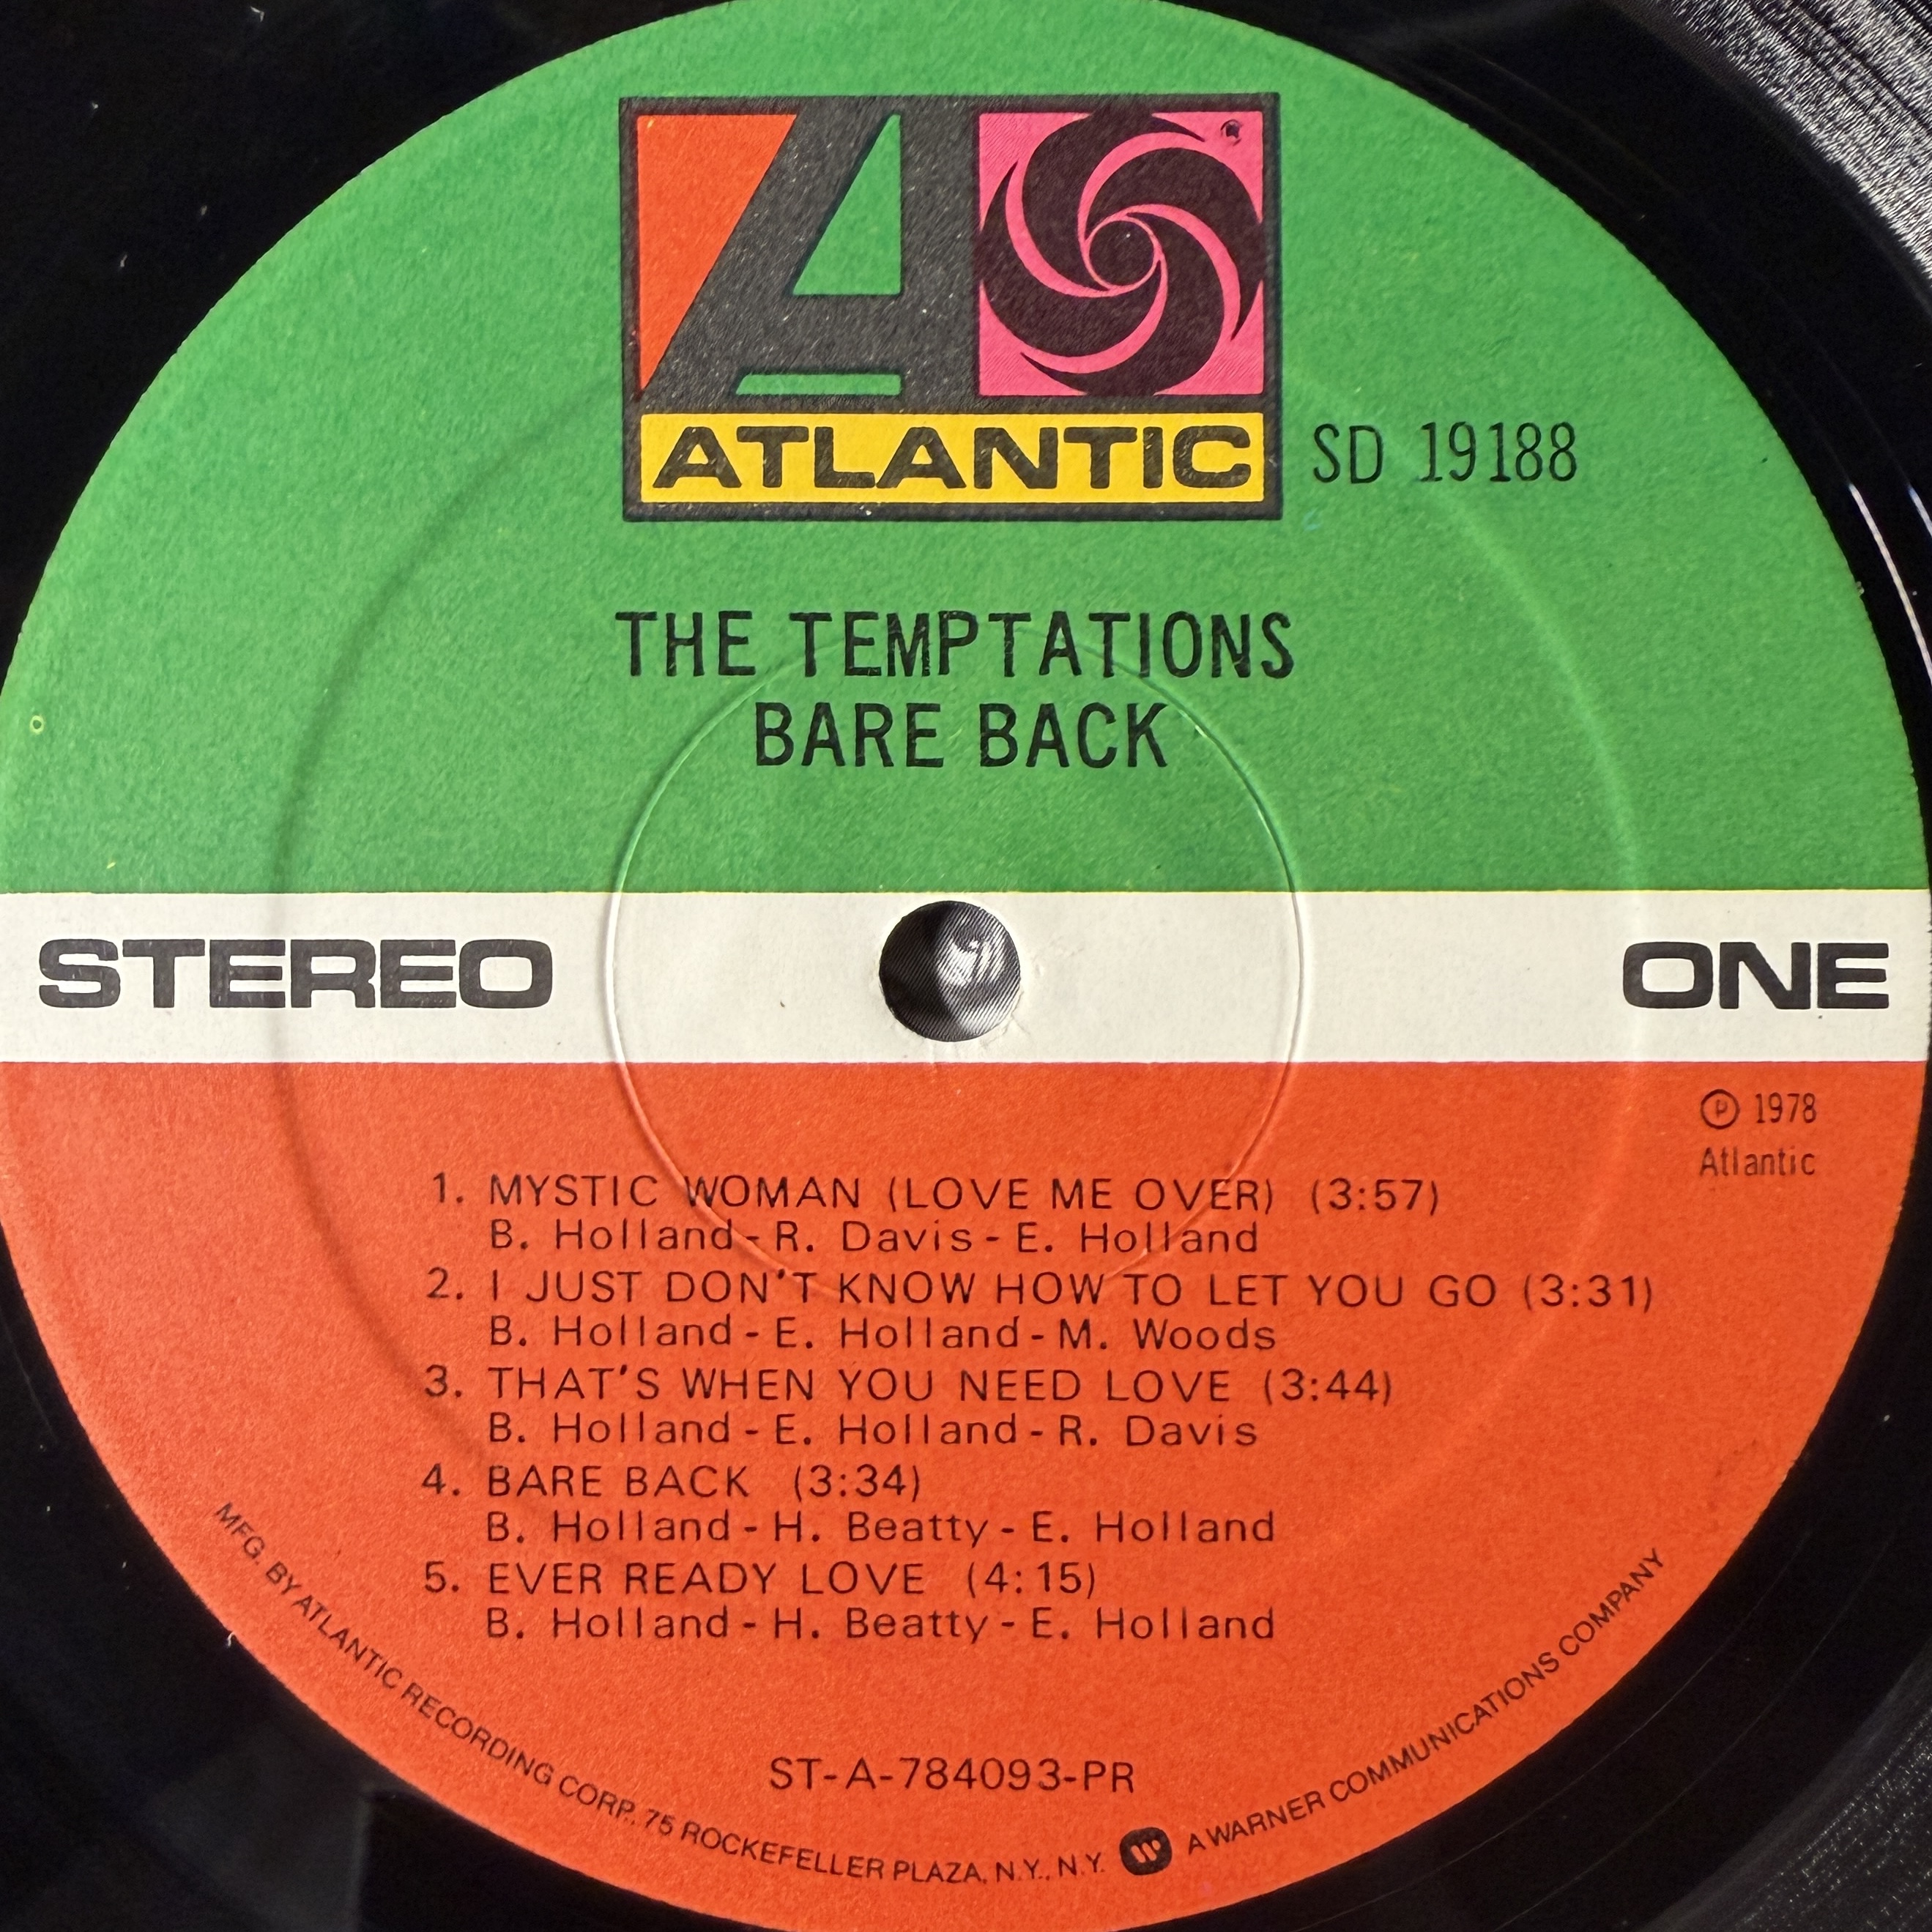 ATLANTIC
SD 19188
THE TEMPTATIONS
BARE BACK
STEREO
ONE
Ⓟ 1978
Atlantic
1. MYSTIC WOMAN (LOVE ME OVER) (3:57)
B. Holland - R. Davis - E. Holland
2. I JUST DON'T KNOW HOW TO LET YOU GO (3:31)
B. Holland - E. Holland - M. Woods
3. THAT'S WHEN YOU NEED LOVE (3:44)
B. Holland - E. Holland - R. Davis
4. BARE BACK (3:34)
B. Holland - H. Beatty - E. Holland
5. EVER READY LOVE (4:15)
B. Holland - H. Beatty - E. Holland
ST-A-784093-PR
MFG. BY ATLANTIC RECORDING CORP., 75 ROCKEFELLER PLAZA, N.Y., N.Y. A WARNER COMMUNICATIONS COMPANY